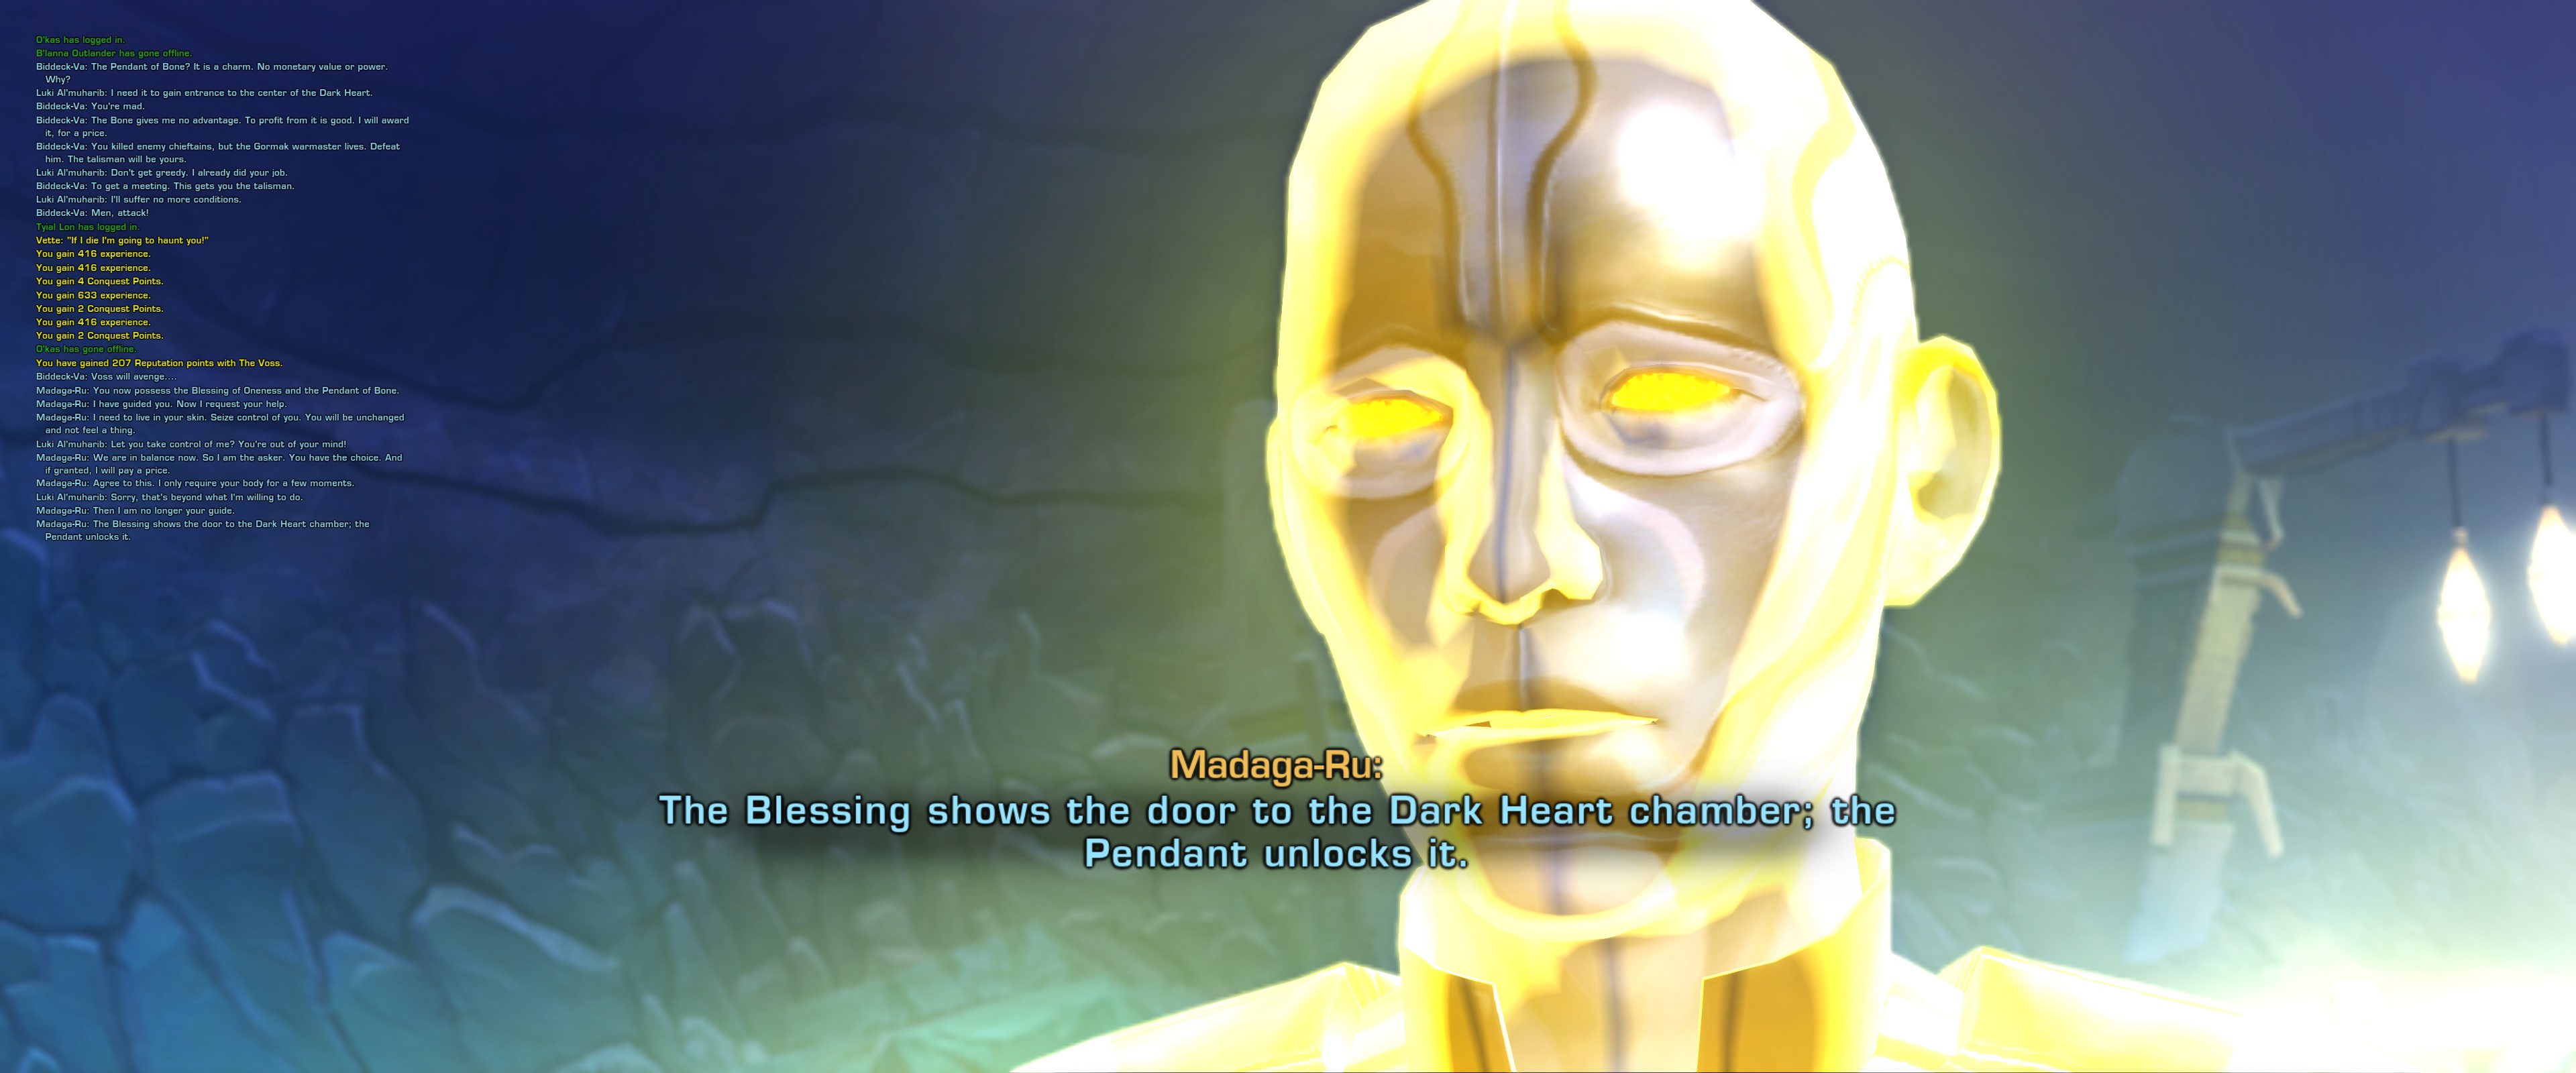 O'kas has logged in.
B'lanna Outlander has gone offline.
Biddeck-Va: The Pendant of Bone? It is a charm. No monetary value or power.
Why?
Luki Al'muharib: I need it to gain entrance to the center of the Dark Heart.
Biddeck-Va: You're mad.
Biddeck-Va: The Bone gives me no advantage. To profit from it is good. I will award
it, for a price.
Biddeck-Va: You killed enemy chieftains, but the Gormak warmaster lives. Defeat
him. The talisman will be yours.
Luki Al'muharib: Don't get greedy. I already did your job.
Biddeck-Va: To get a meeting. This gets you the talisman.
Luki Al'muharib: I'll suffer no more conditions.
Biddeck-Va: Men, attack!
Tyial Lon has logged in.
Vette: "If I die I'm going to haunt you!"
You gain 416 experience.
You gain 416 experience.
You gain 4 Conquest Points.
You gain 633 experience.
You gain 2 Conquest Points.
You gain 416 experience.
You gain 2 Conquest Points.
O'kas has gone offline.
You have gained 207 Reputation points with The Voss.
Biddeck-Va: Voss will avenge....
Madaga-Ru: You now possess the Blessing of Oneness and the Pendant of Bone.
Madaga-Ru: I have guided you. Now I request your help.
Madaga-Ru: I need to live in your skin. Seize control of you. You will be unchanged
and not feel a thing.
Luki Al'muharib: Let you take control of me? You're out of your mind!
Madaga-Ru: We are in balance now. So I am the asker. You have the choice. And
if granted, I will pay a price.
Madaga-Ru: Agree to this. I only require your body for a few moments.
Luki Al'muharib: Sorry, that's beyond what I'm willing to do.
Madaga-Ru: Then I am no longer your guide.
Madaga-Ru: The Blessing shows the door to the Dark Heart chamber; the
Pendant unlocks it.
Madaga-Ru:
The Blessing shows the door to the Dark Heart chamber; the
Pendant unlocks it.